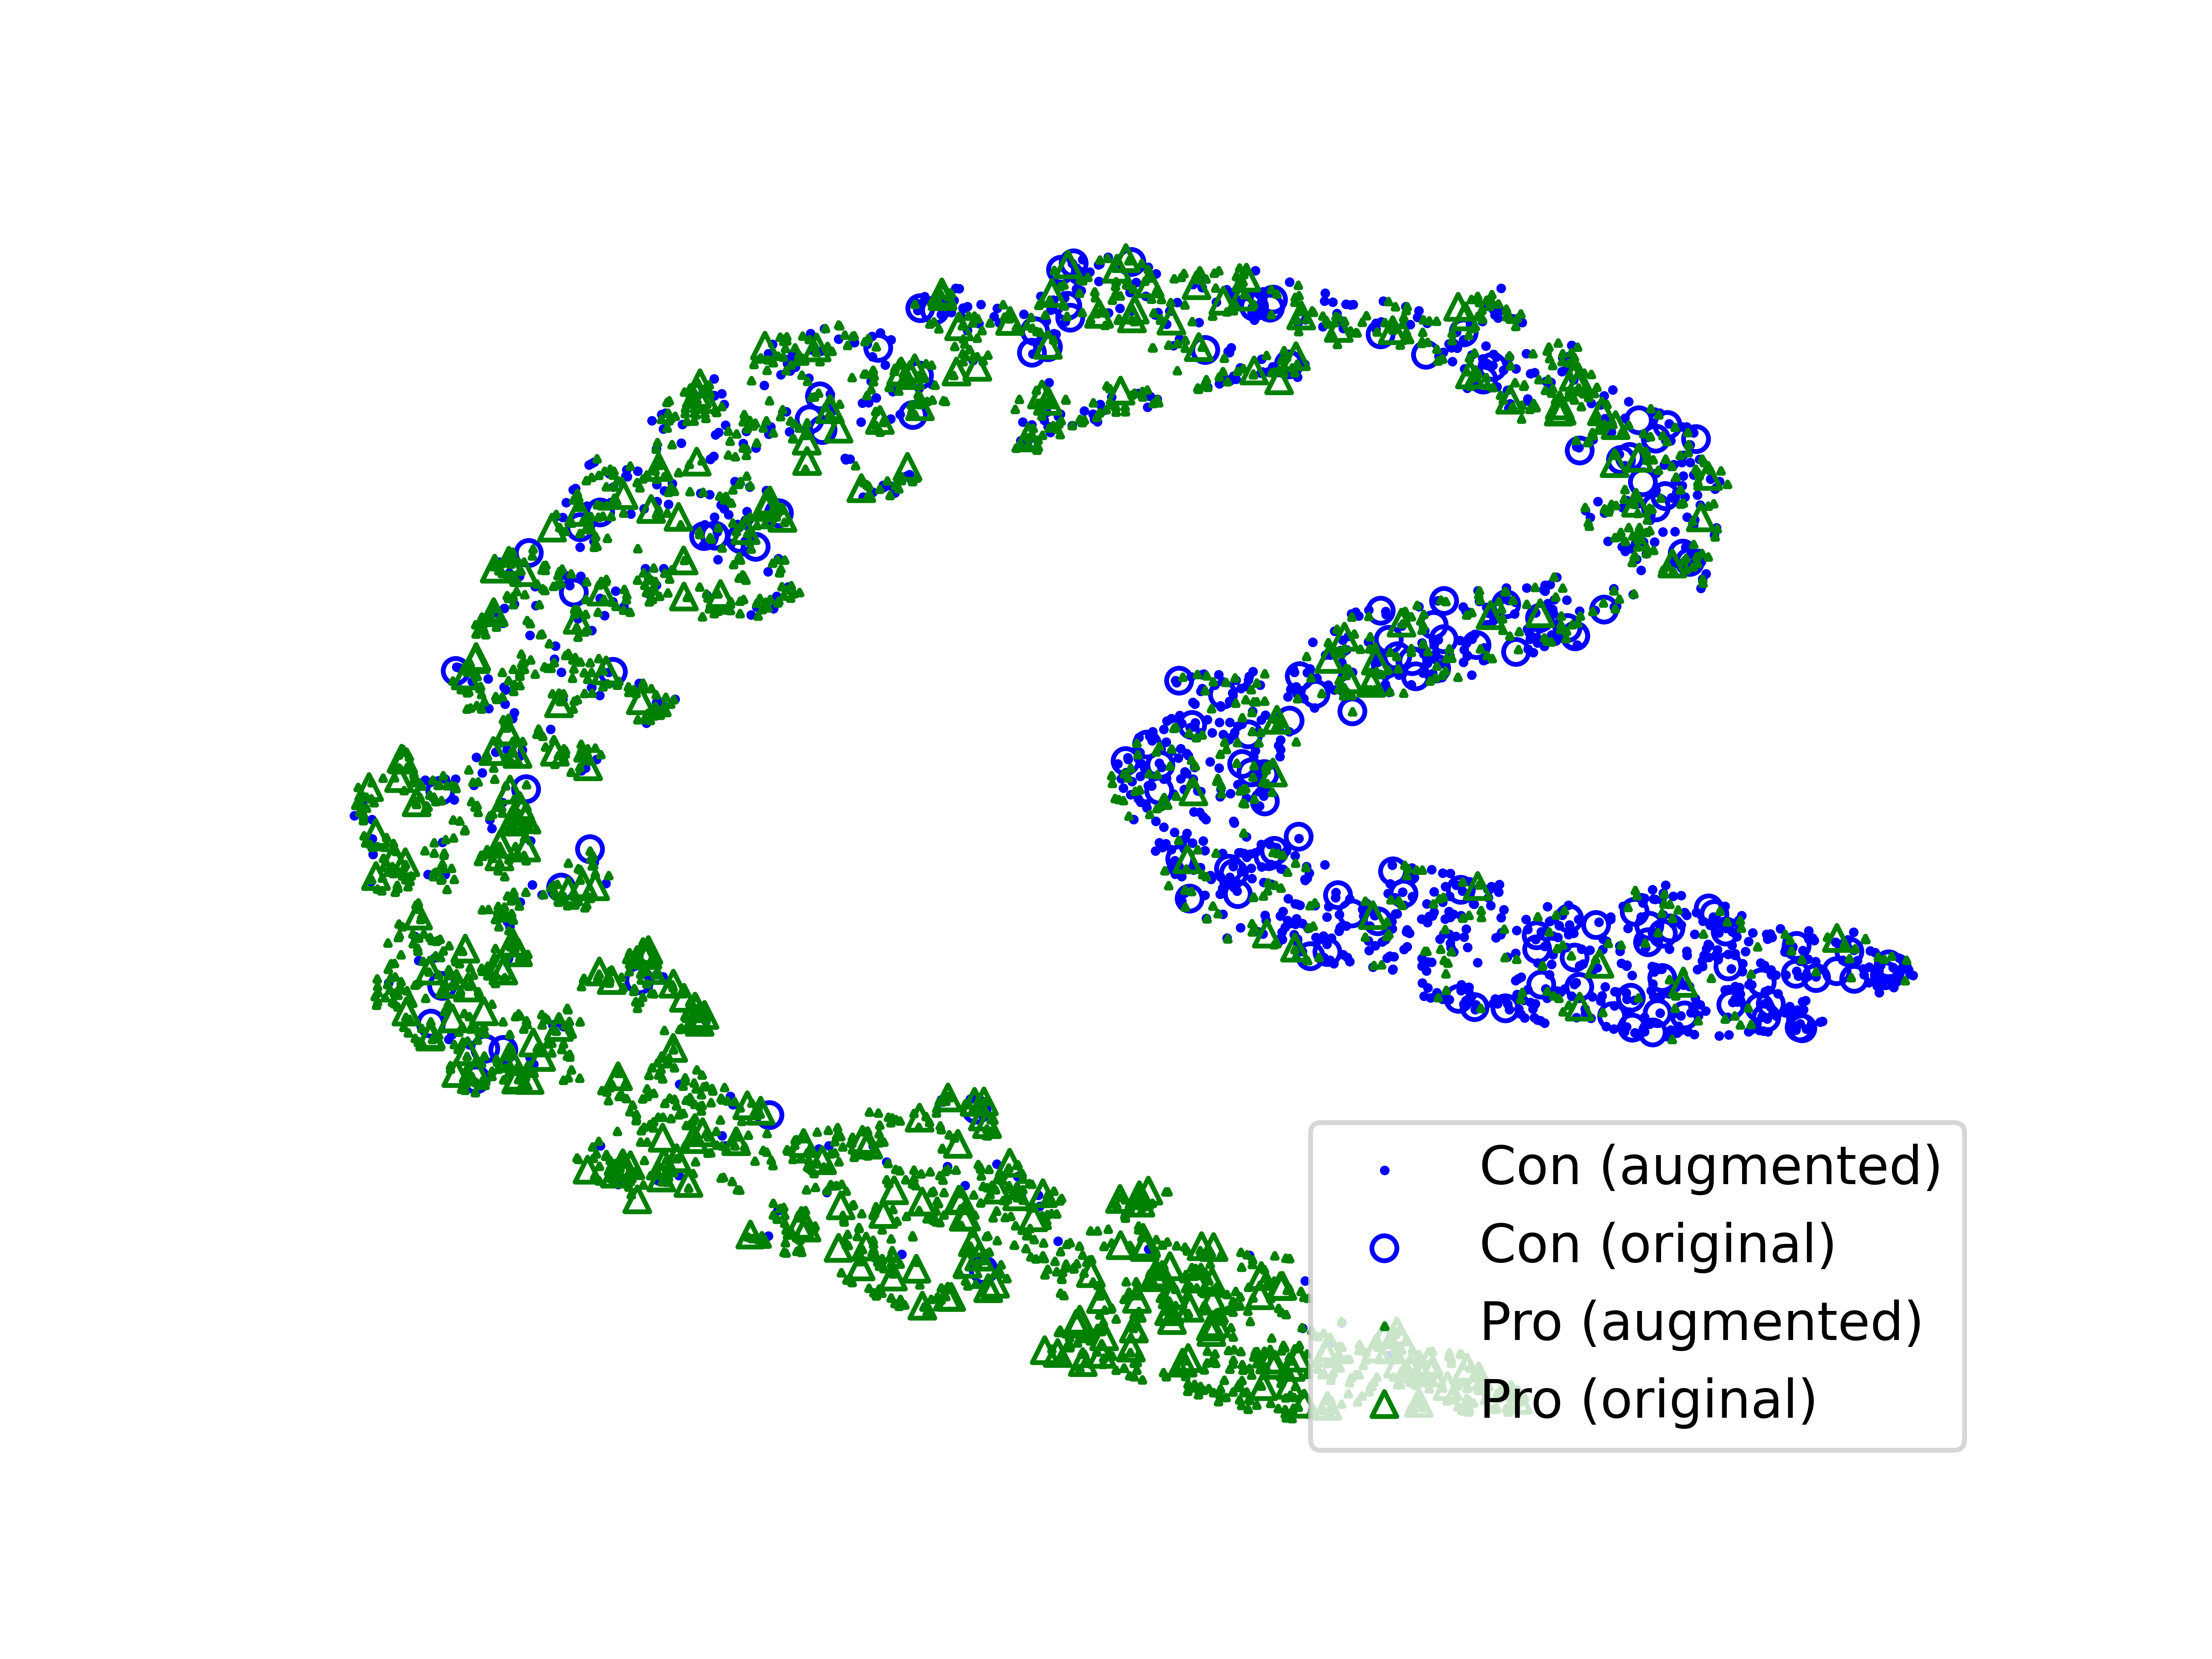 Con (augmented)
Con (original)
Pro (augmented)
Pro (original)